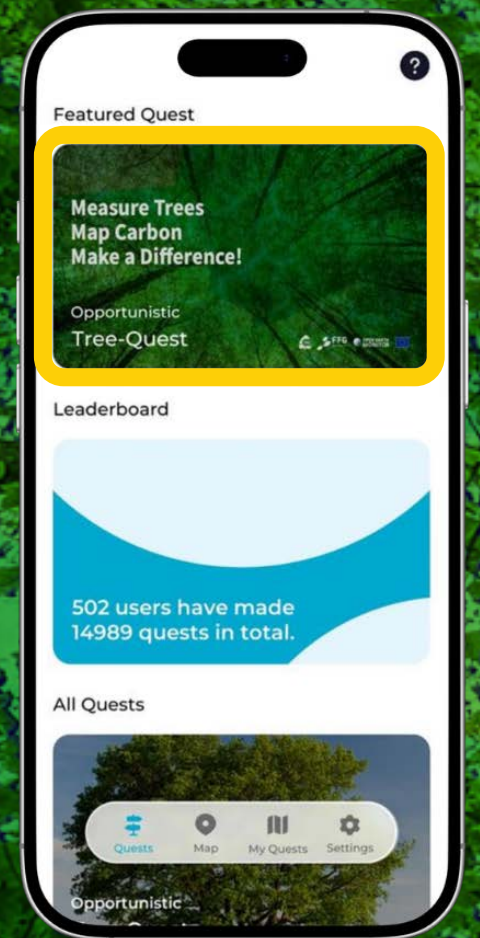 ?
Featured Quest
Measure Trees
Map Carbon
Make a Difference!
Opportunistic
Tree-Quest
FFG
Leaderboard
502 users have made
14989 quests in total.
All Quests
Quests
Map
My Quests
Settings
Opportunistic